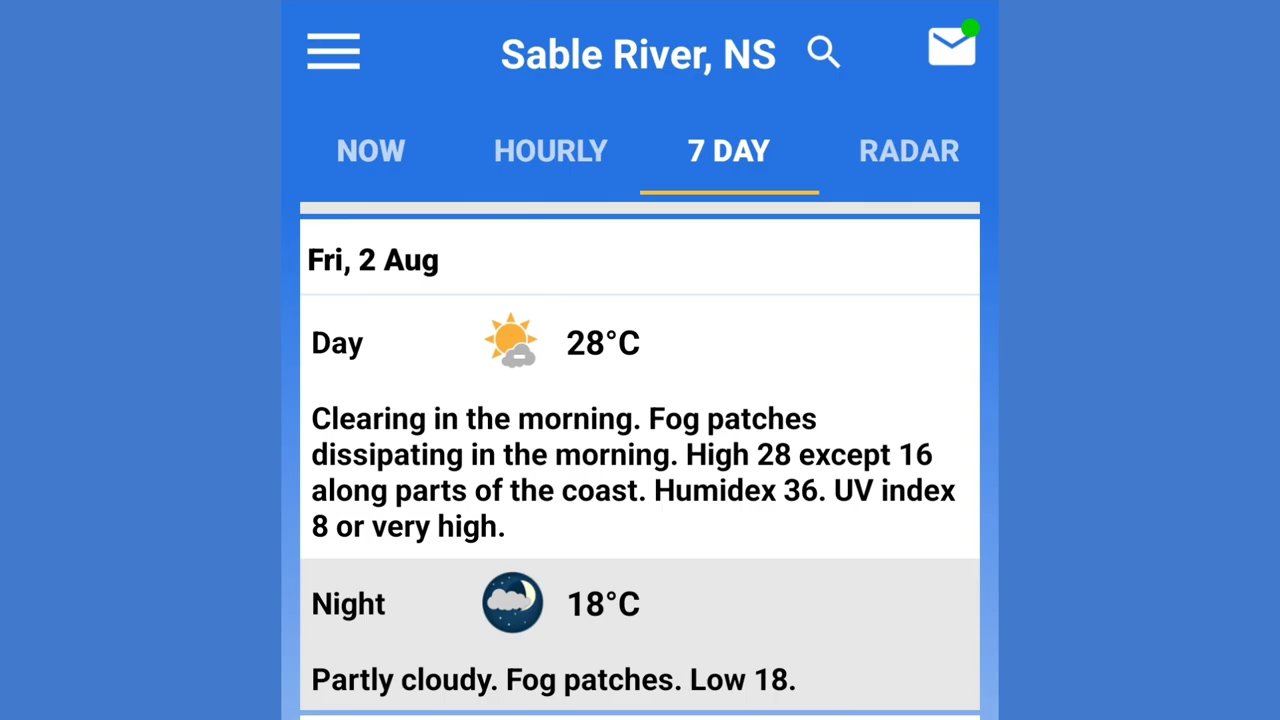 Sable River, NS
NOW HOURLY 7 DAY RADAR
Fri, 2 Aug
Day 28°C
Clearing in the morning. Fog patches
dissipating in the morning. High 28 except 16
along parts of the coast. Humidex 36. UV index
8 or very high.
Night 18°C
Partly cloudy. Fog patches. Low 18.